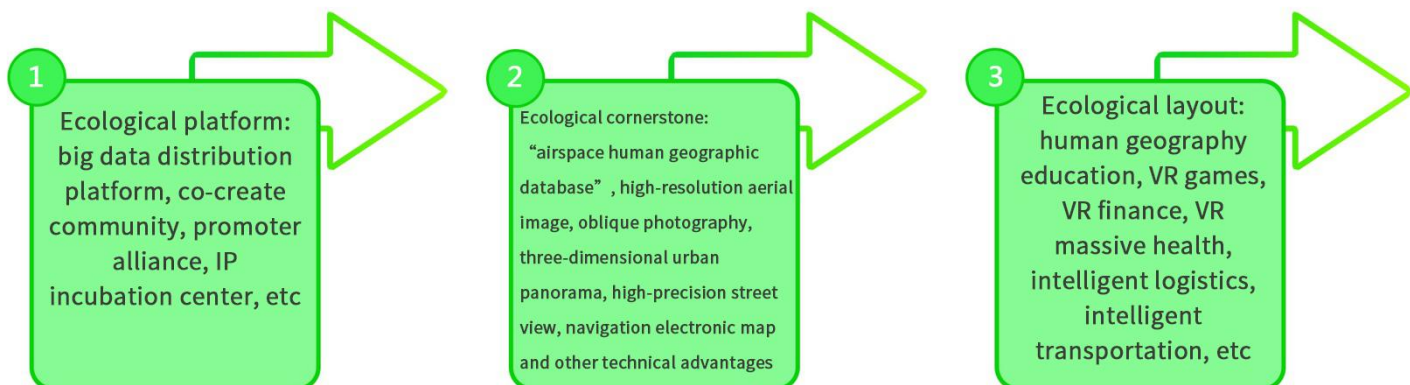 1
Ecological platform:
big data distribution
platform, co-create
community, promoter
alliance, IP
incubation center, etc
2
Ecological cornerstone:
“airspace human geographic
database”, high-resolution aerial
image, oblique photography,
three-dimensional urban
panorama, high-precision street
view, navigation electronic map
and other technical advantages
3
Ecological layout:
human geography
education, VR games,
VR finance, VR
massive health,
intelligent logistics,
intelligent
transportation, etc